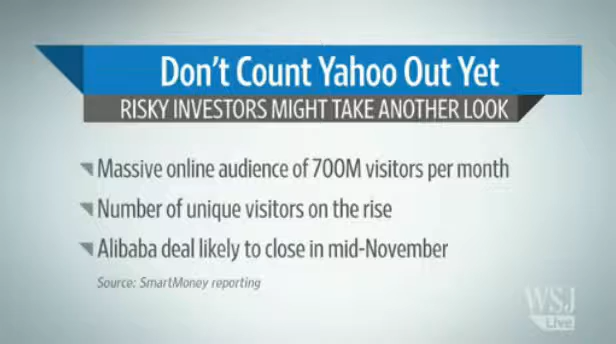 Don't Count Yahoo Out Yet
RISKY INVESTORS MIGHT TAKE ANOTHER LOOK
Massive online audience of 700M visitors per month
Number of unique visitors on the rise
Alibaba deal likely to close in mid-November
Source: SmartMoney reporting
WSJ
Live